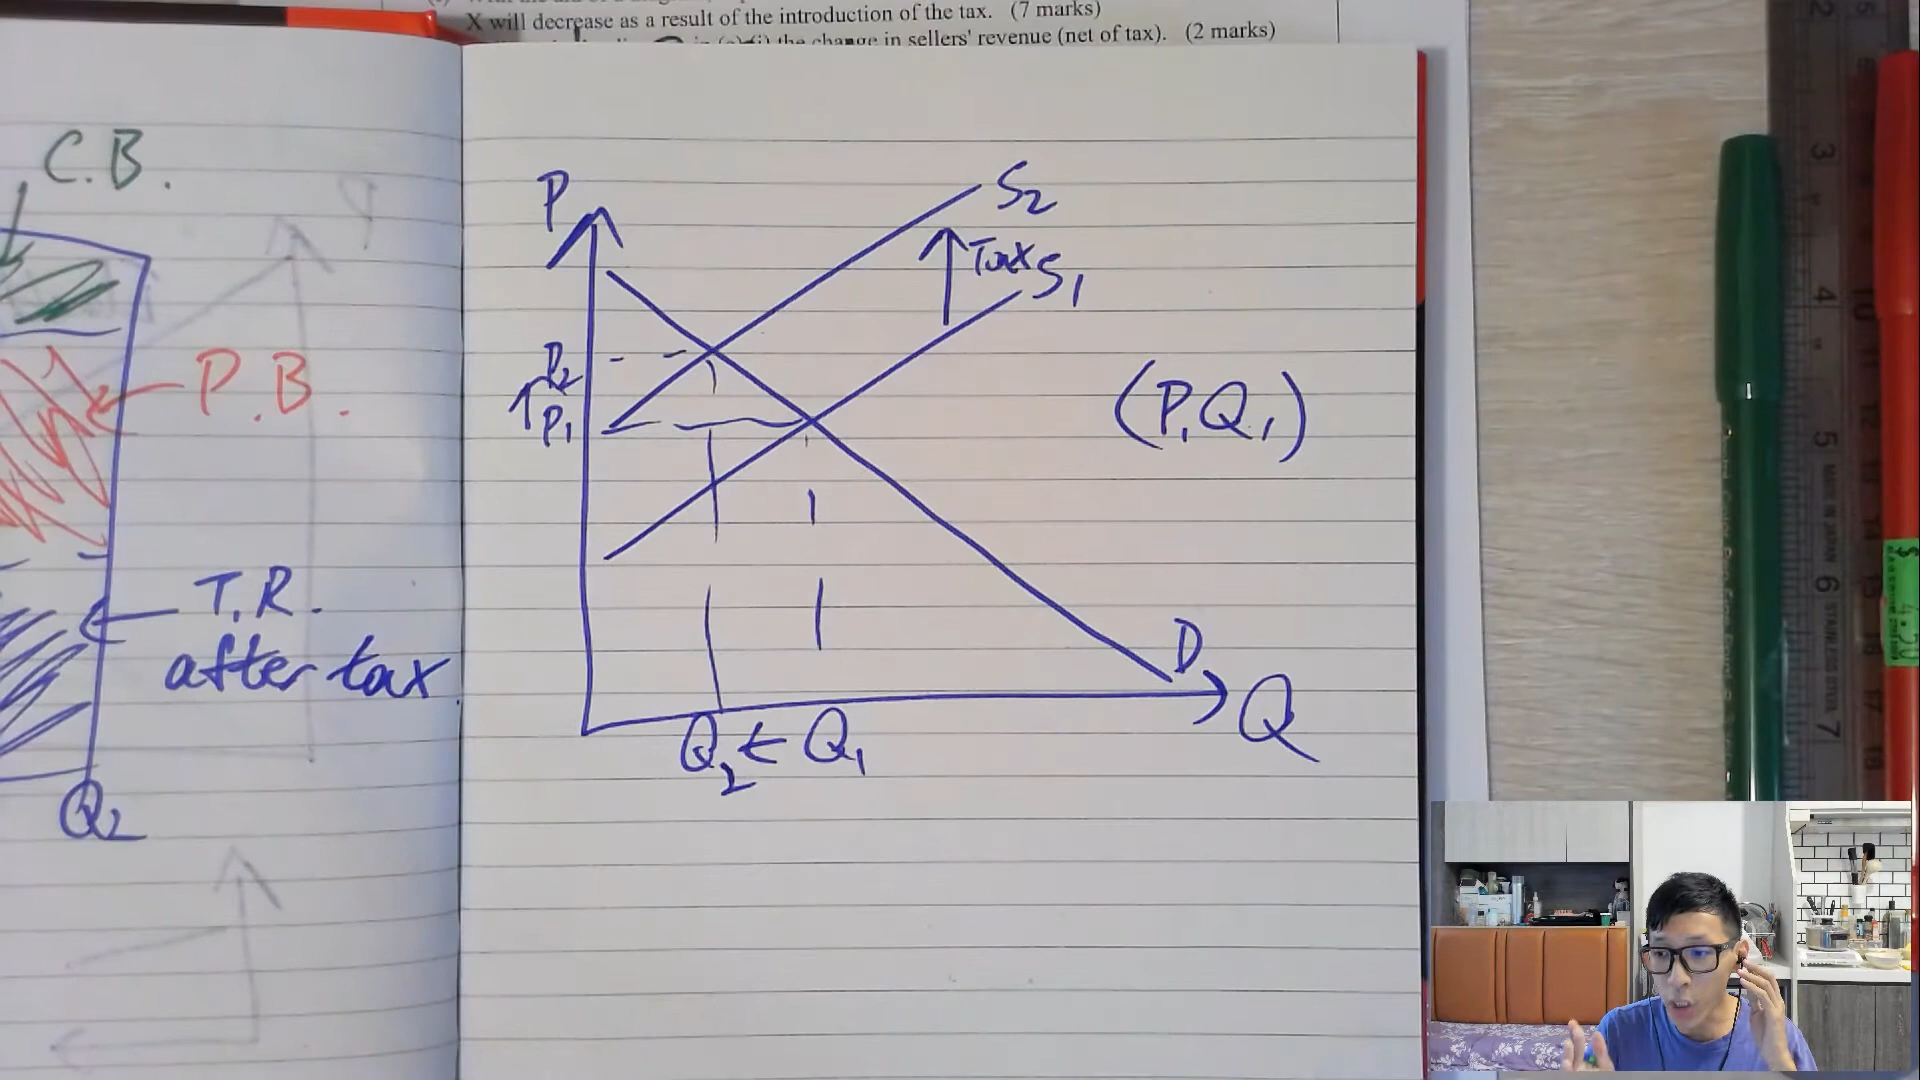 X will decrease as a result of the introduction of the tax. (7 marks)
the change in sellers' revenue (net of tax). (2 marks)
C.B.
P.B.
T.R.
after tax
Q2
P
S2
Tax
S1
P2
P1
(P1Q1)
D
Q2 ← Q1
Q